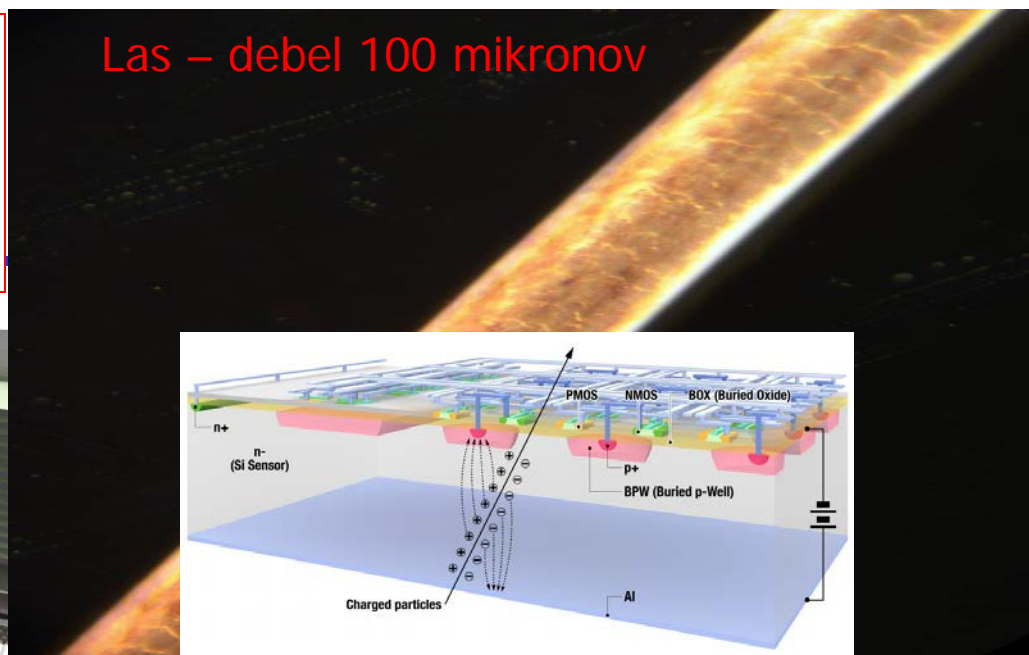 Las – debel 100 mikronov
PMOS NMOS BOX (Buried Oxide)
n+
n-
(Si Sensor)
p+
BPW (Buried p-Well)
Al
Charged particles